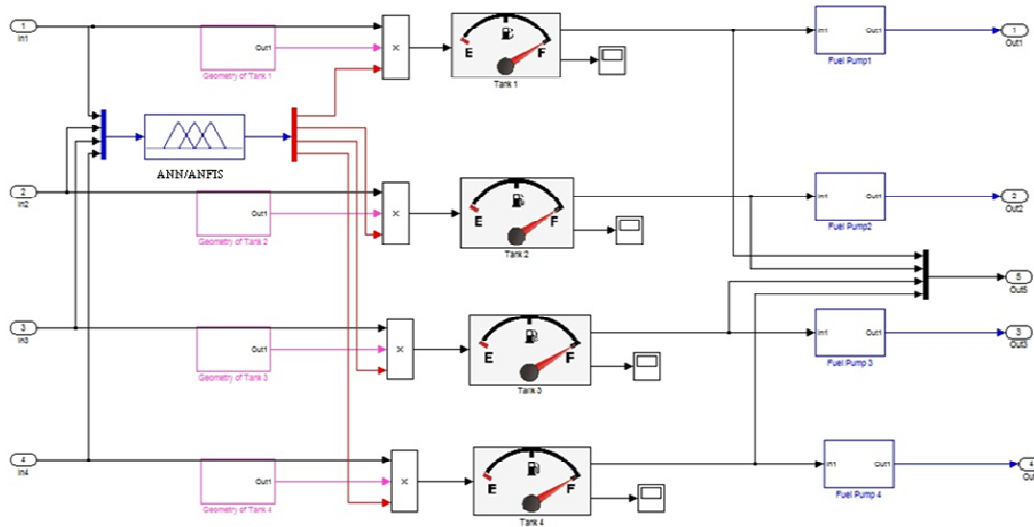 1
In1
Out1
Geometry of Tank 1
×
E
F
Tank 1
In1
Out1
Fuel Pump1
1
Out1
ANN/ANFIS
2
In2
Out1
Geometry of Tank 2
×
E
F
Tank 2
In1
Out1
Fuel Pump2
2
Out2
5
Out5
3
In3
Out1
Geometry of Tank 3
×
E
F
Tank 3
In1
Out1
Fuel Pump 3
3
Out3
4
In4
Out1
Geometry of Tank 4
×
E
F
Tank 4
In1
Out1
Fuel Pump 4
4
Ou